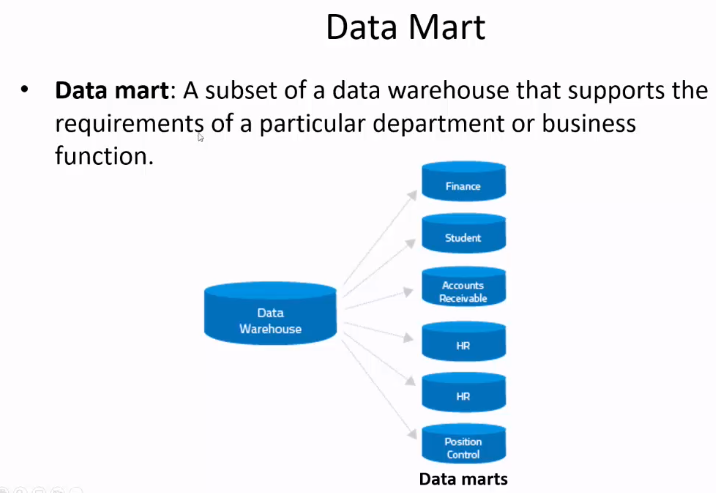 Data Mart
• Data mart: A subset of a data warehouse that supports the
requirements of a particular department or business
function.
Finance
Student
Accounts
Receivable
Data
Warehouse
HR
HR
Position
Control
Data marts